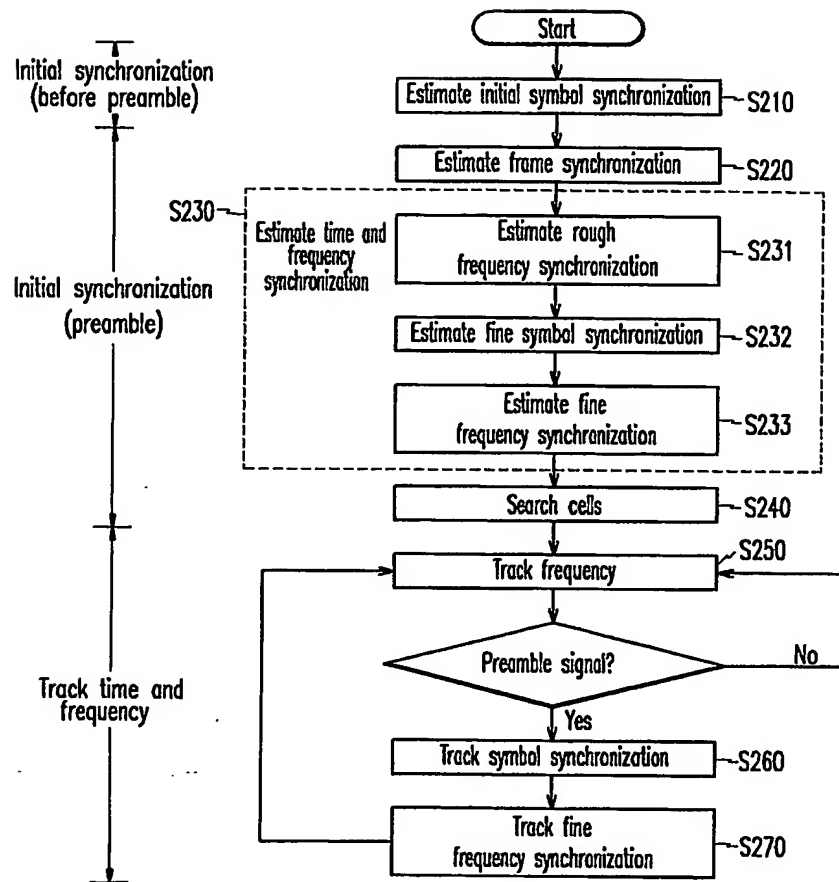 Start
Initial synchronization
(before preamble)
Estimate initial symbol synchronization
S210
Estimate frame synchronization
S220
S230
Estimate time and
frequency
synchronization
Estimate rough
frequency synchronization
S231
Initial synchronization
(preamble)
Estimate fine symbol synchronization
S232
Estimate fine
frequency synchronization
S233
Search cells
S240
S250
Track frequency
Preamble signal?
No
Yes
Track time and
frequency
Track symbol synchronization
S260
Track fine
frequency synchronization
S270